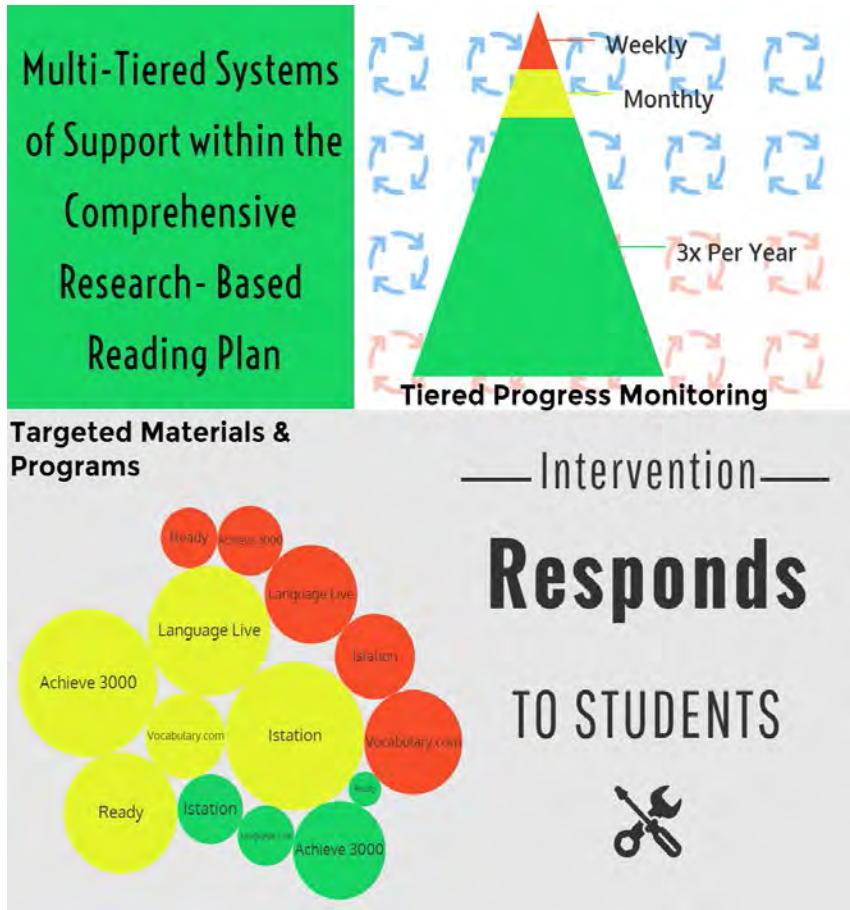 Multi-Tiered Systems
of Support within the
Comprehensive
Research- Based
Reading Plan
Weekly
Monthly
3x Per Year
Tiered Progress Monitoring
Targeted Materials &
Programs
Ready
Achieve 3000
Language Live
Language Live
Istation
Achieve 3000
Vocabulary.com
Istation
Vocabulary.com
Ready
Istation
Language Live
Ready
Achieve 3000
Intervention
Responds
TO STUDENTS